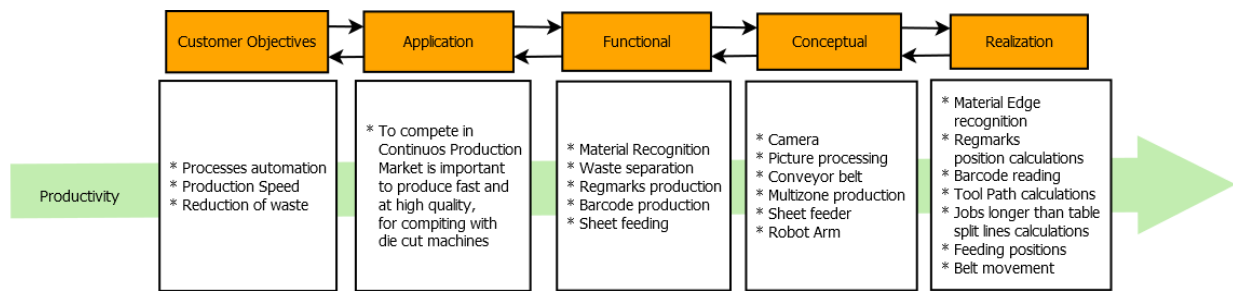 Customer Objectives
Application
Functional
Conceptual
Realization
Productivity
* Processes automation
* Production Speed
* Reduction of waste
* To compete in
Continuos Production
Market is important
to produce fast and
at high quality,
for compiting with
die cut machines
* Material Recognition
* Waste separation
* Regmarks production
* Barcode production
* Sheet feeding
* Camera
* Picture processing
* Conveyor belt
* Multizone production
* Sheet feeder
* Robot Arm
* Material Edge
recognition
* Regmarks
position calculations
* Barcode reading
* Tool Path calculations
* Jobs longer than table
split lines calculations
* Feeding positions
* Belt movement